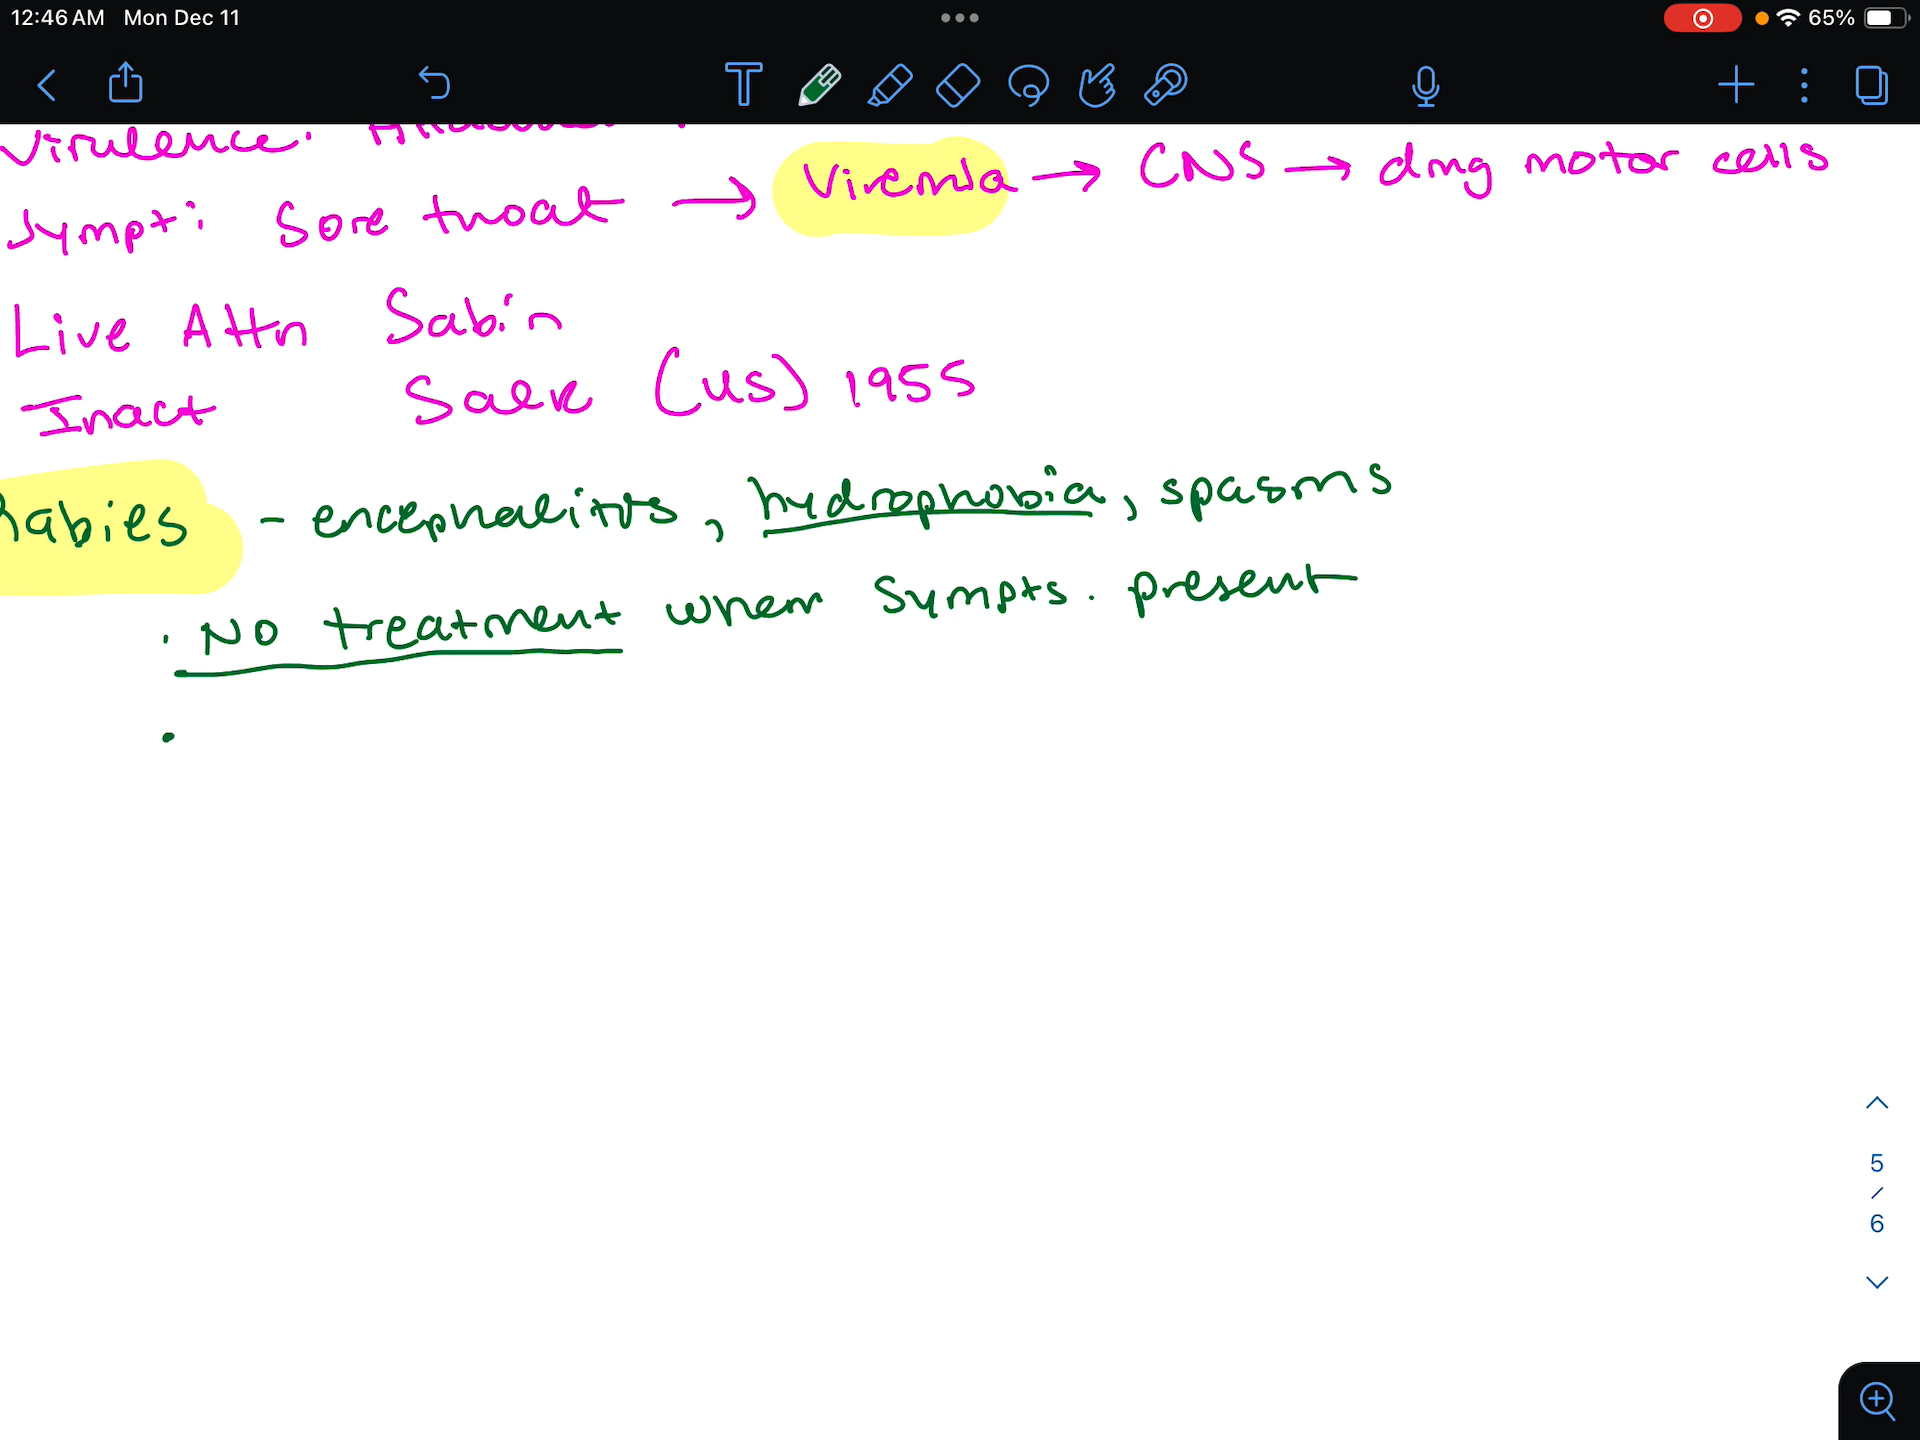 12:46 AM Mon Dec 11
65%
T
Virulence:
Sympt: Sore throat → Viremia → CNS → dmg motor cells
Live Attn Sabin
Inact Salk (US) 1955
Rabies - encephalitis, hydrophobia, spasms
· No treatment when Sympts. present
·
5
/
6